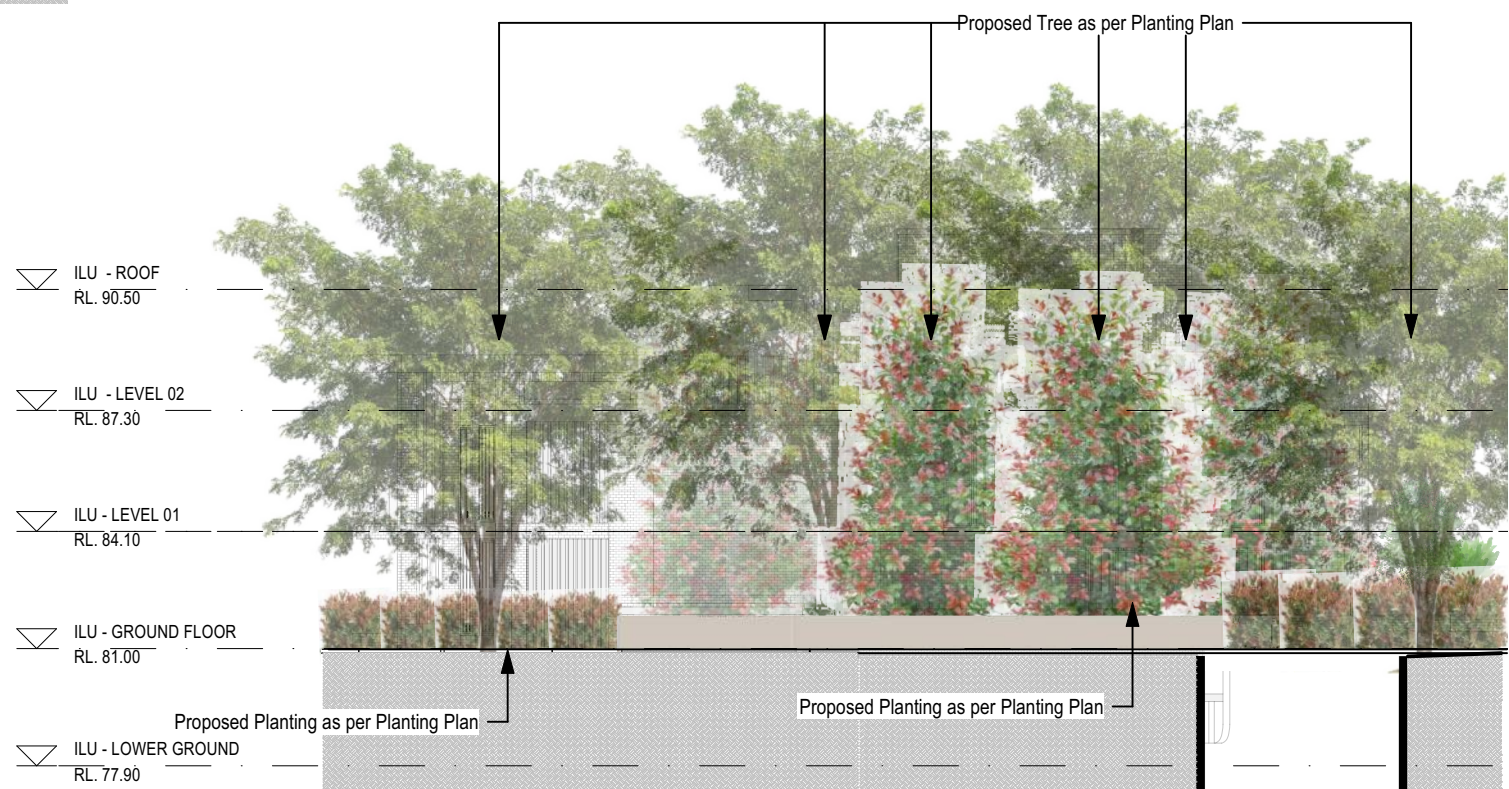 Proposed Tree as per Planting Plan
ILU - ROOF
RL. 90.50
ILU - LEVEL 02
RL. 87.30
ILU - LEVEL 01
RL. 84.10
ILU - GROUND FLOOR
RL. 81.00
Proposed Planting as per Planting Plan
Proposed Planting as per Planting Plan
ILU - LOWER GROUND
RL. 77.90